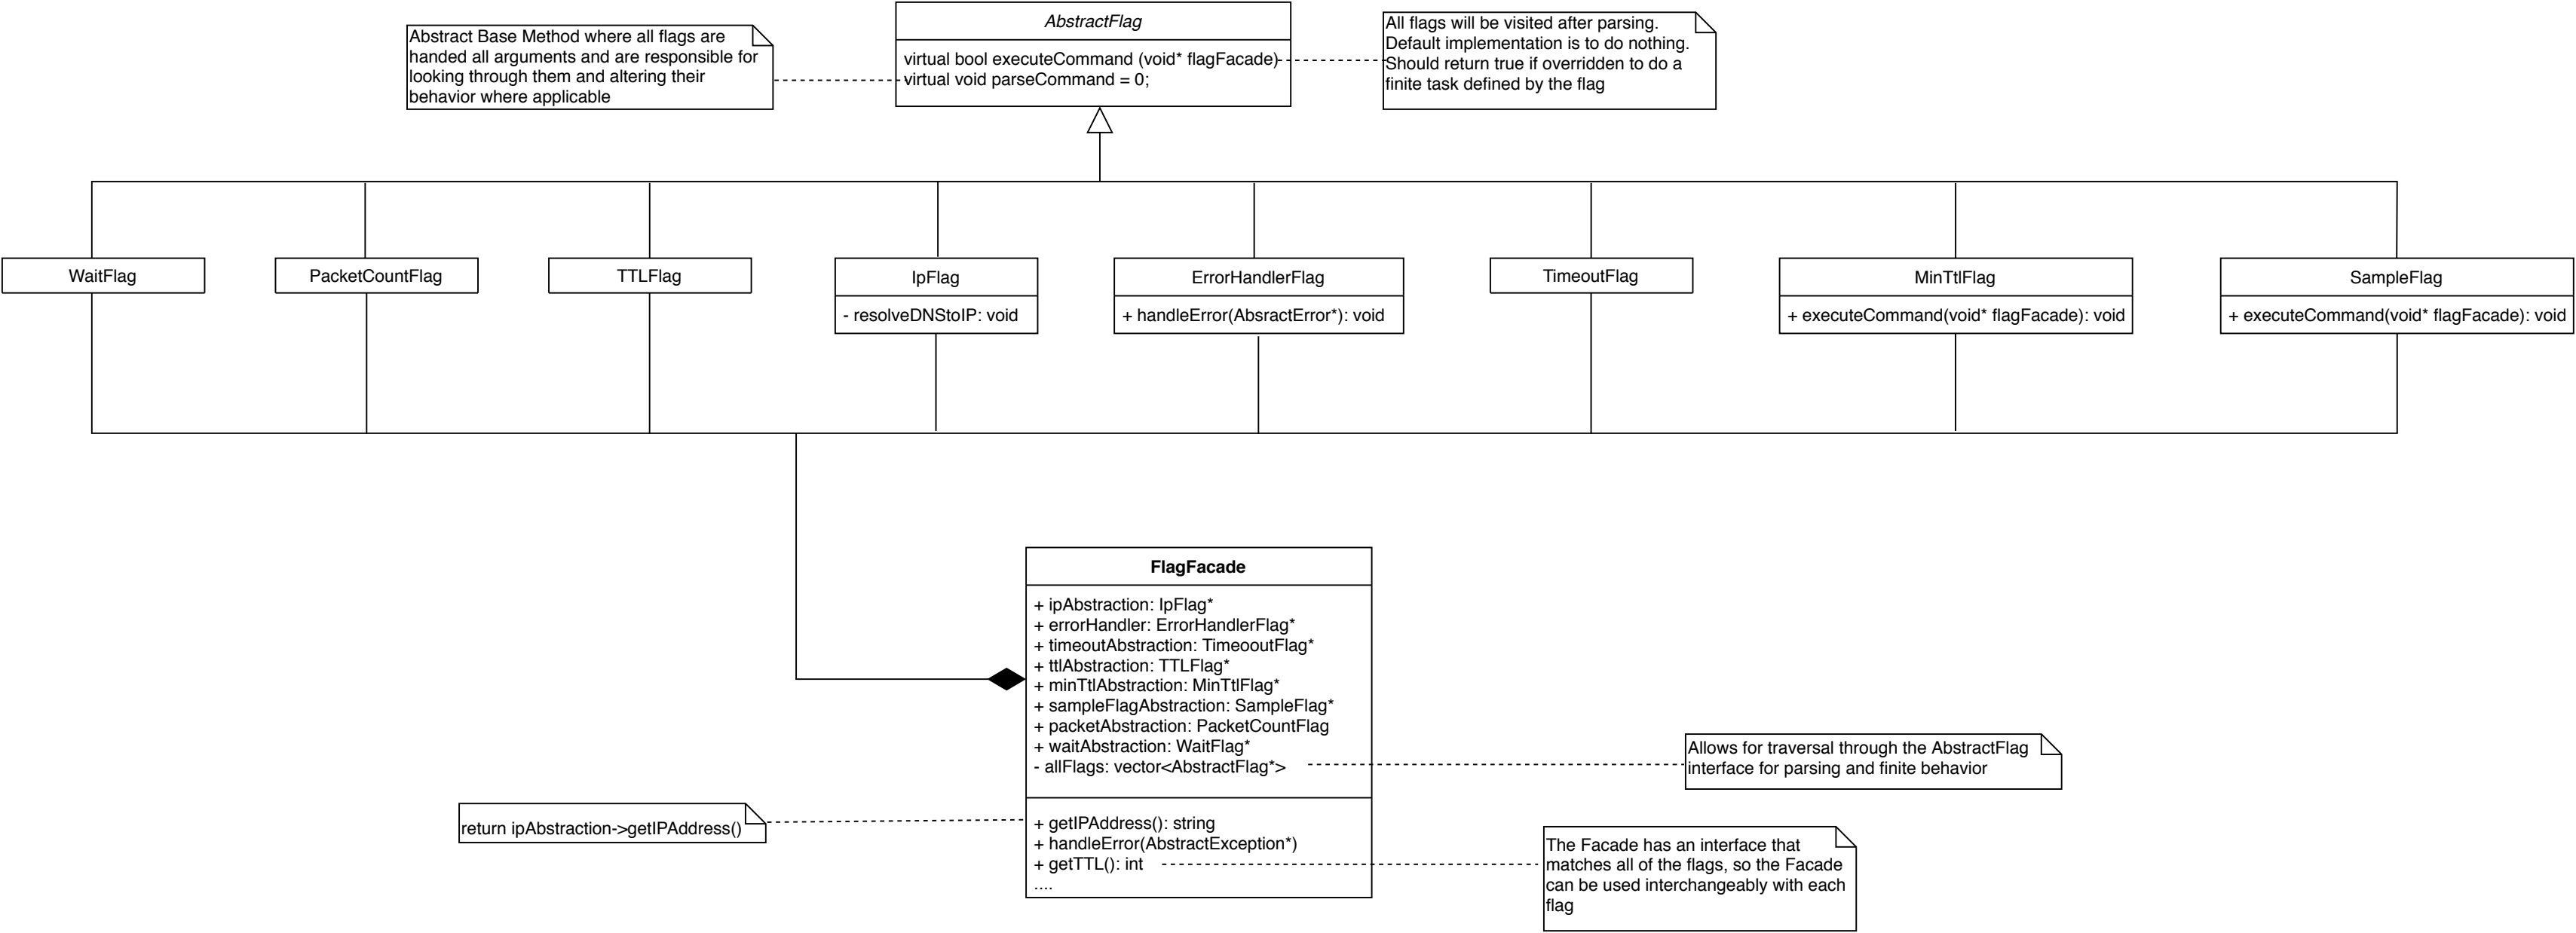 AbstractFlag
Abstract Base Method where all flags are
handed all arguments and are responsible for
looking through them and altering their
behavior where applicable
virtual bool executeCommand (void* flagFacade)
virtual void parseCommand = 0;
All flags will be visited after parsing.
Default implementation is to do nothing.
Should return true if overridden to do a
finite task defined by the flag
WaitFlag
PacketCountFlag
TTLFlag
IpFlag
- resolveDNStoIP: void
ErrorHandlerFlag
+ handleError(AbsractError*): void
TimeoutFlag
MinTtlFlag
+ executeCommand(void* flagFacade): void
SampleFlag
+ executeCommand(void* flagFacade): void
FlagFacade
+ ipAbstraction: IpFlag*
+ errorHandler: ErrorHandlerFlag*
+ timeoutAbstraction: TimeooutFlag*
+ ttlAbstraction: TTLFlag*
+ minTtlAbstraction: MinTtlFlag*
+ sampleFlagAbstraction: SampleFlag*
+ packetAbstraction: PacketCountFlag
+ waitAbstraction: WaitFlag*
- allFlags: vector<AbstractFlag*>
Allows for traversal through the AbstractFlag
interface for parsing and finite behavior
return ipAbstraction->getIPAddress()
+ getIPAddress(): string
+ handleError(AbstractException*)
+ getTTL(): int
....
The Facade has an interface that
matches all of the flags, so the Facade
can be used interchangeably with each
flag